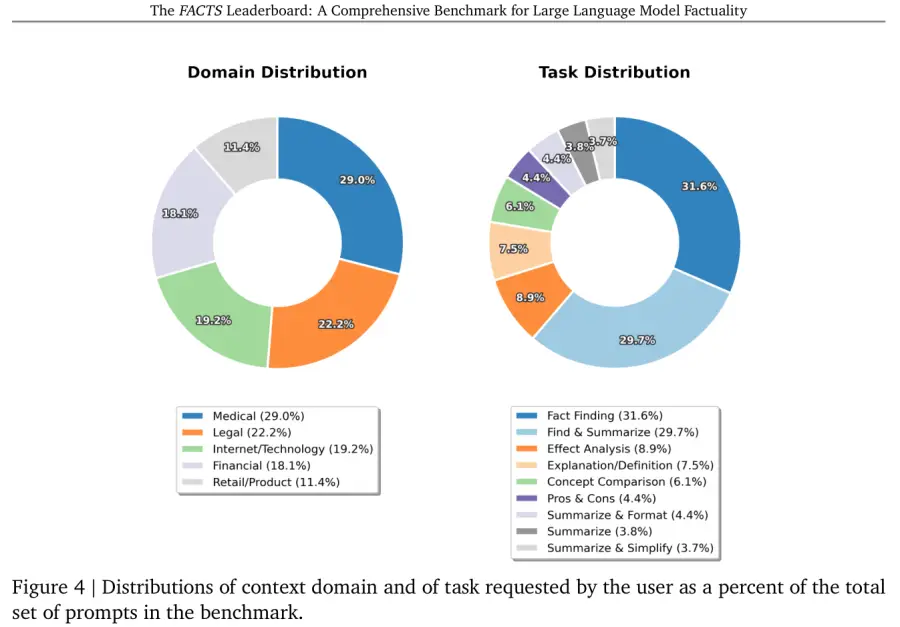 The FACTS Leaderboard: A Comprehensive Benchmark for Large Language Model Factuality
Domain Distribution
29.0%
22.2%
19.2%
18.1%
11.4%
Medical (29.0%)
Legal (22.2%)
Internet/Technology (19.2%)
Financial (18.1%)
Retail/Product (11.4%)
Task Distribution
31.6%
29.7%
8.9%
7.5%
6.1%
4.4%
4.4%
3.8%
3.7%
Fact Finding (31.6%)
Find & Summarize (29.7%)
Effect Analysis (8.9%)
Explanation/Definition (7.5%)
Concept Comparison (6.1%)
Pros & Cons (4.4%)
Summarize & Format (4.4%)
Summarize (3.8%)
Summarize & Simplify (3.7%)
Figure 4 | Distributions of context domain and of task requested by the user as a percent of the total
set of prompts in the benchmark.